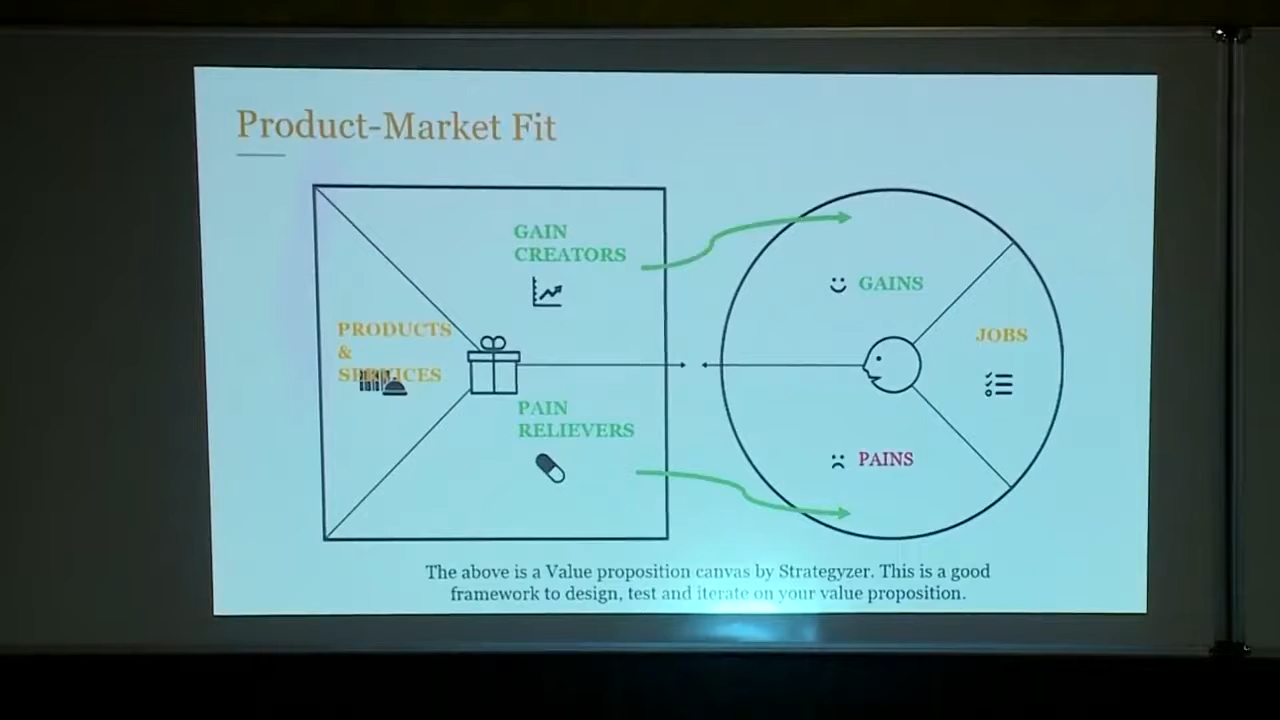 Product-Market Fit
GAIN
CREATORS
PRODUCTS
&
SERVICES
PAIN
RELIEVERS
GAINS
JOBS
PAINS
The above is a Value proposition canvas by Strategyzer. This is a good
framework to design, test and iterate on your value proposition.